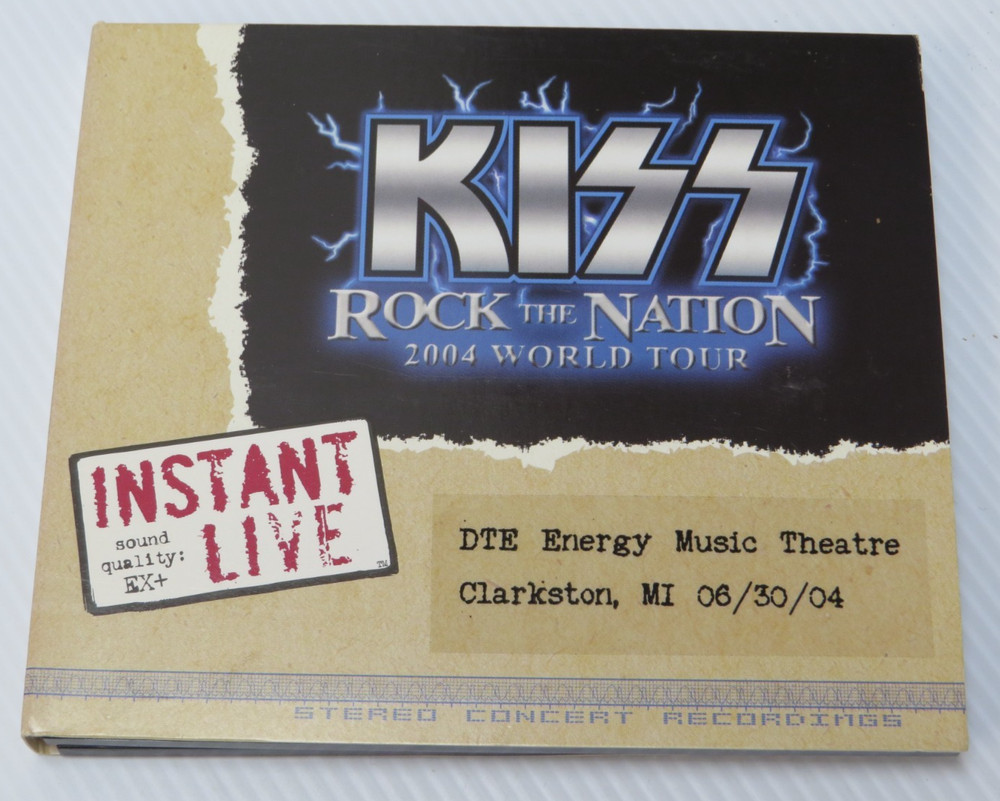 KISS
ROCK THE NATION
2004 WORLD TOUR
INSTANT
LIVE
sound
quality:
EX+
TM
DTE Energy Music Theatre
Clarkston, MI 06/30/04
STEREO CONCERT RECORDINGS